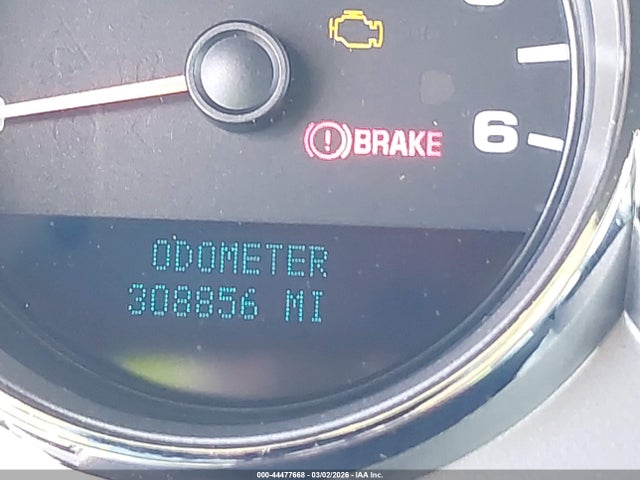 BRAKE
6
ODOMETER
308856 MI
000-44477668 - 03/02/2026 - IAA Inc.